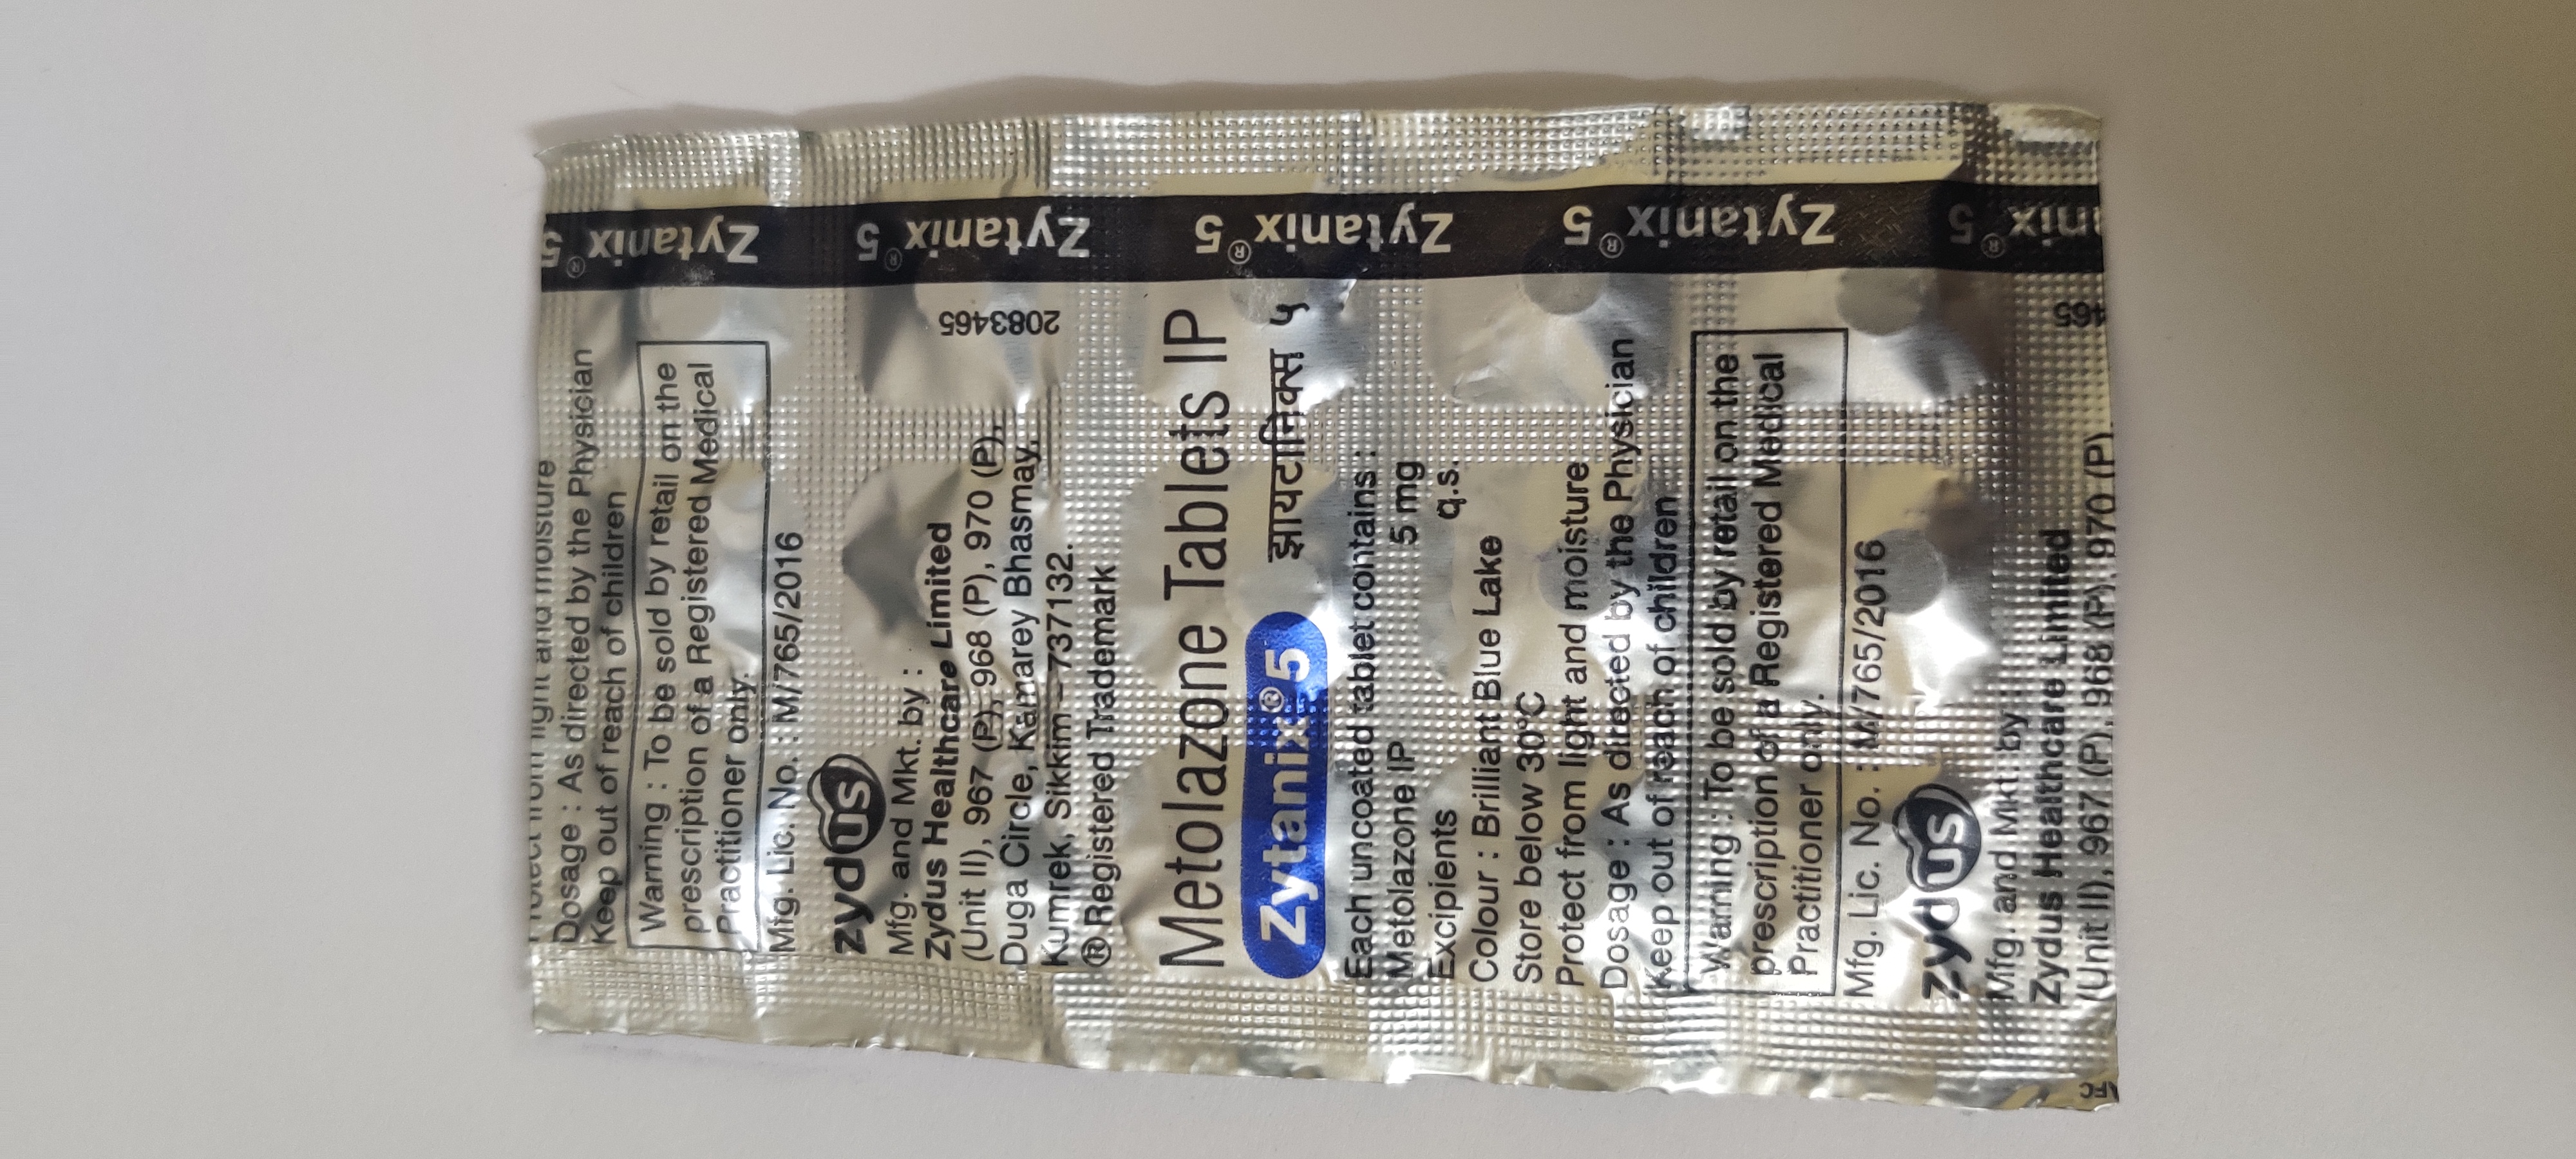 Dosage : As directed by the Physician
Keep out of reach of children
Warning : To be sold by retail on the
prescription of a Registered Medical
Practitioner only.
Mfg. Lic. No. : M/765/2016
zydus
Mfg. and Mkt. by :
Zydus Healthcare Limited
(Unit II), 967 (P), 968 (P), 970 (P),
Duga Circle, Kamarey Bhasmay,
Kumrek, Sikkim - 737132.
® Registered Trademark
Metolazone Tablets IP
Zytanix®5 झायटानिक्स ५
Each uncoated tablet contains :
Metolazone IP 5 mg
Excipients q.s.
Colour : Brilliant Blue Lake
Store below 30°C
Protect from light and moisture
Dosage : As directed by the Physician
Keep out of reach of children
Warning : To be sold by retail on the
prescription of a Registered Medical
Practitioner only.
Mfg. Lic. No. : M/765/2016
zydus
Mfg. and Mkt. by :
Zydus Healthcare Limited
(Unit II), 967 (P), 968 (P), 970 (P),
Zytanix® 5
Zytanix® 5
Zytanix® 5
Zytanix® 5
Zytanix® 5
2083465